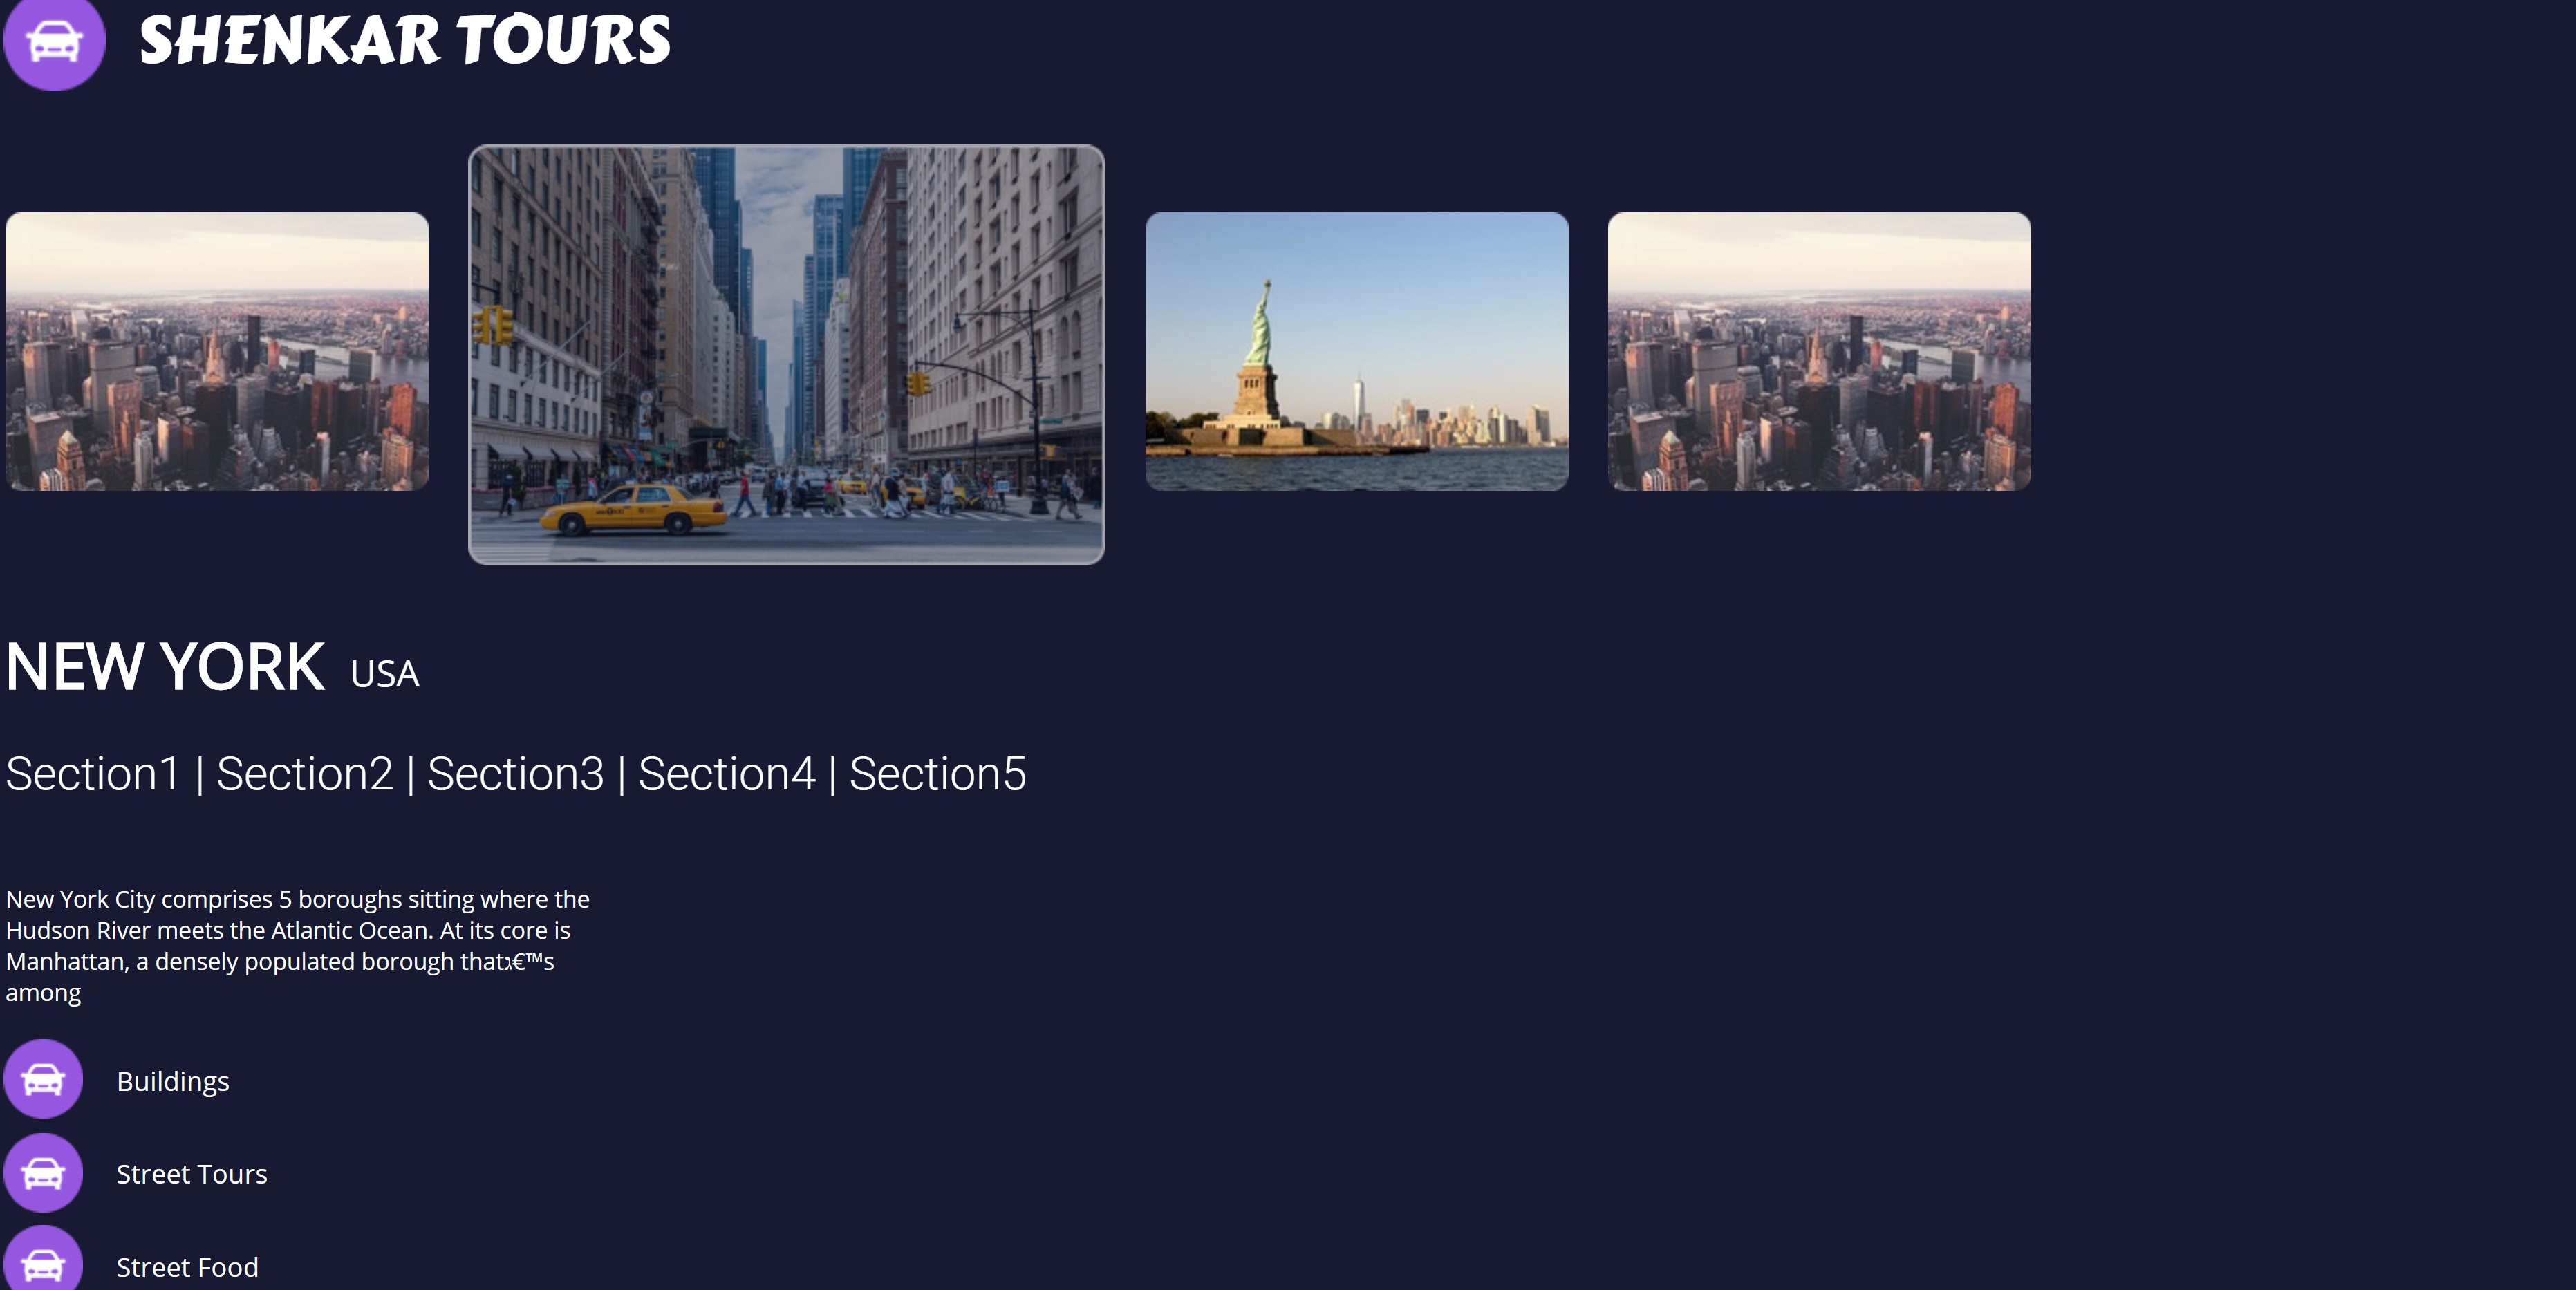 SHENKAR TOURS
NEW YORK USA
Section1 | Section2 | Section3 | Section4 | Section5
New York City comprises 5 boroughs sitting where the
Hudson River meets the Atlantic Ocean. At its core is
Manhattan, a densely populated borough thatג€™s
among
Buildings
Street Tours
Street Food